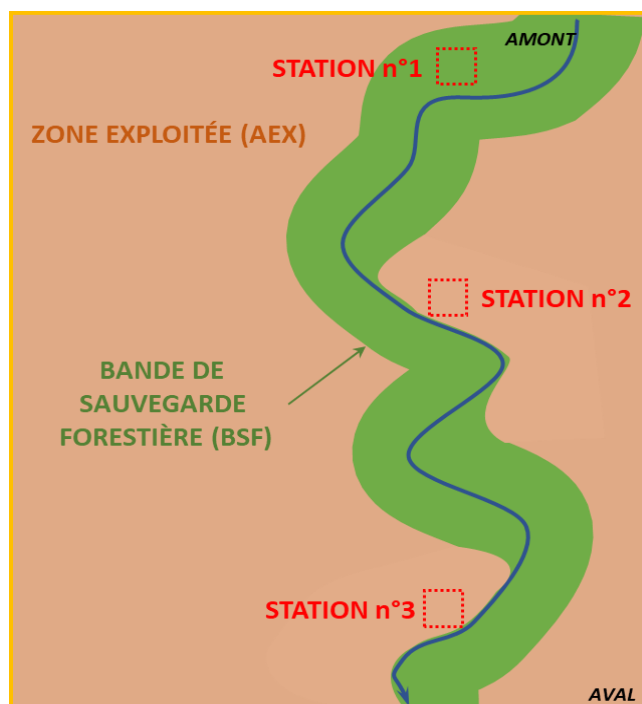 AMONT
STATION n°1
ZONE EXPLOITÉE (AEX)
STATION n°2
BANDE DE
SAUVEGARDE
FORESTIÈRE (BSF)
STATION n°3
AVAL